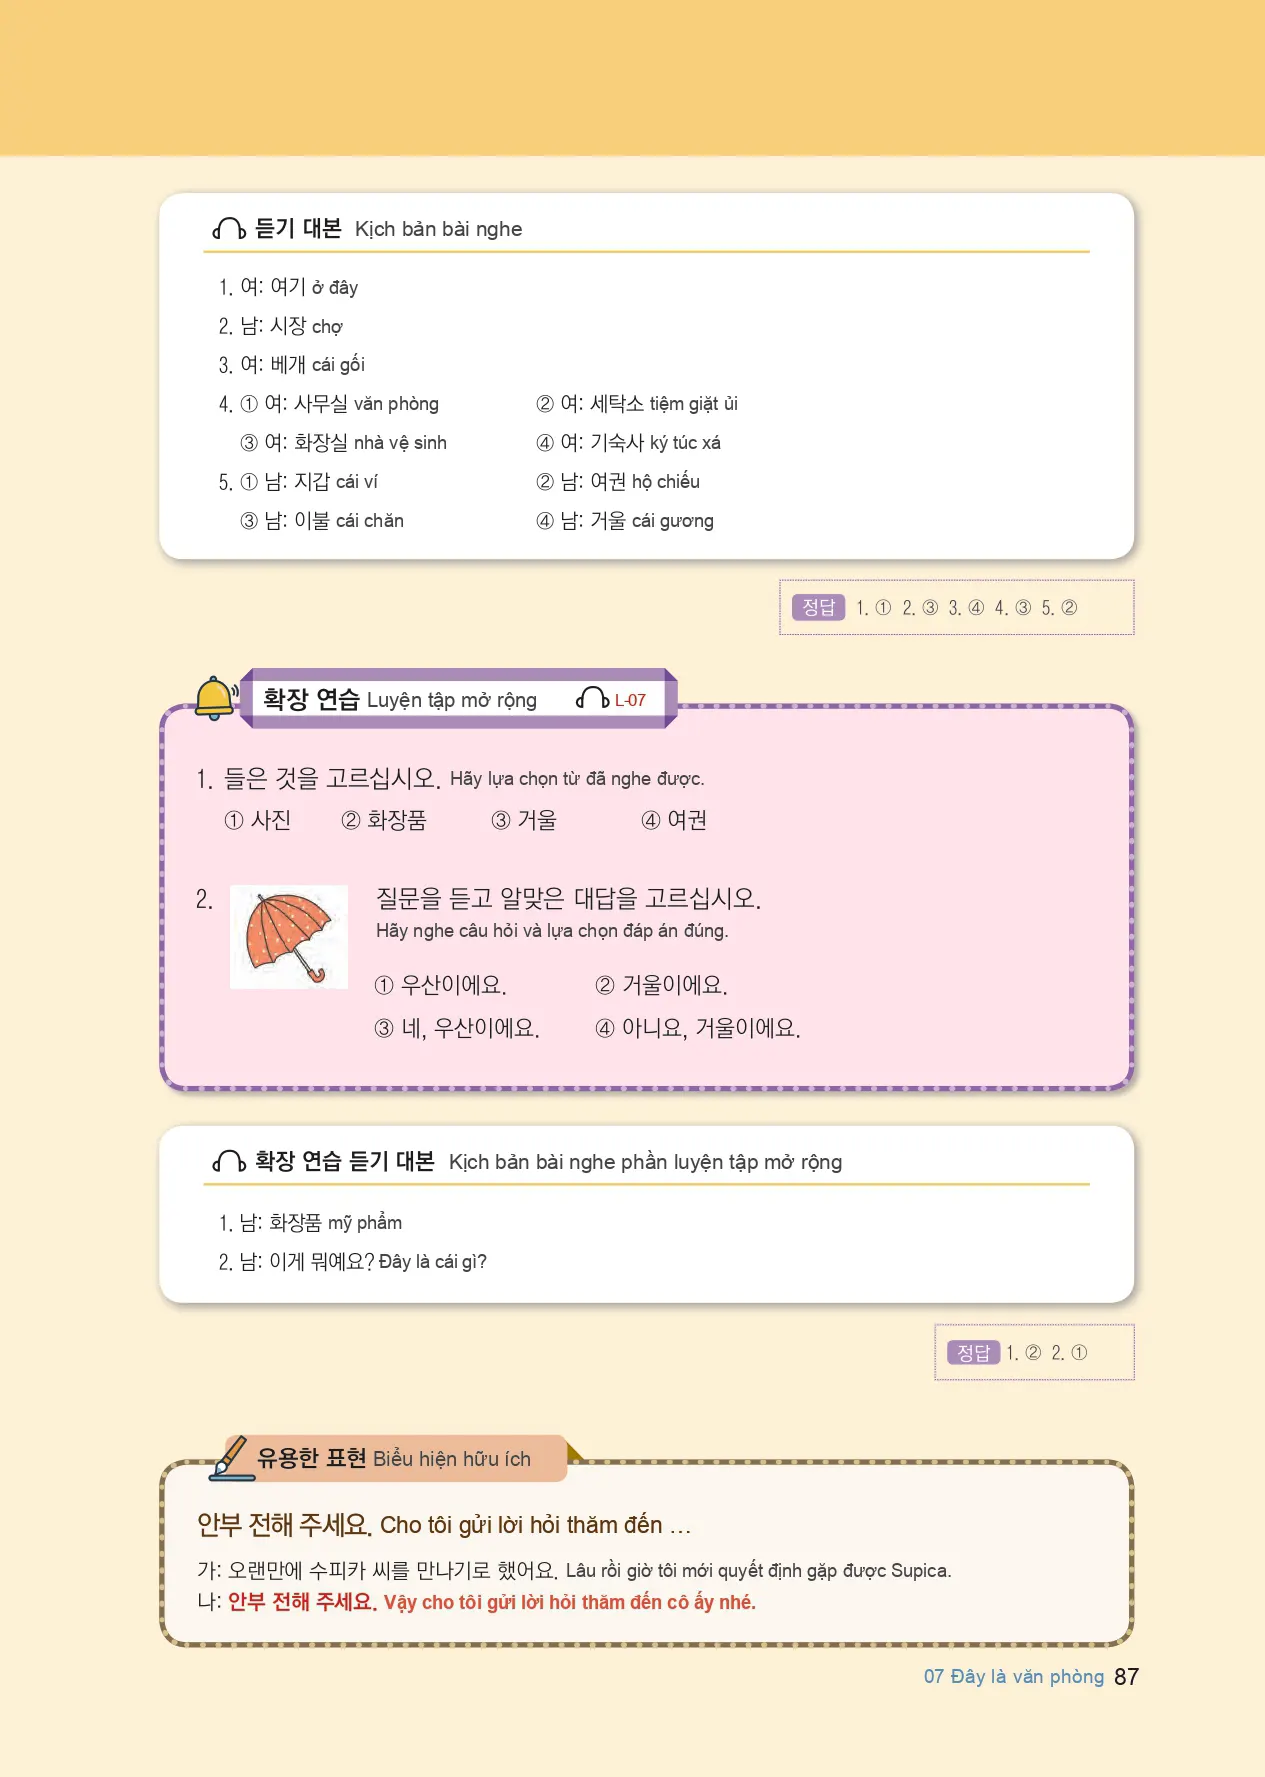 듣기 대본 Kịch bản bài nghe
1. 여: 여기 ở đây
2. 남: 시장 chợ
3. 여: 베개 cái gối
4. ① 여: 사무실 văn phòng ② 여: 세탁소 tiệm giặt ủi
③ 여: 화장실 nhà vệ sinh ④ 여: 기숙사 ký túc xá
5. ① 남: 지갑 cái ví ② 남: 여권 hộ chiếu
③ 남: 이불 cái chăn ④ 남: 거울 cái gương
정답 1. ① 2. ③ 3. ④ 4. ③ 5. ②
확장 연습 Luyện tập mở rộng L-07
1. 들은 것을 고르십시오. Hãy lựa chọn từ đã nghe được.
① 사진 ② 화장품 ③ 거울 ④ 여권
2. 질문을 듣고 알맞은 대답을 고르십시오.
Hãy nghe câu hỏi và lựa chọn đáp án đúng.
① 우산이에요. ② 거울이에요.
③ 네, 우산이에요. ④ 아니요, 거울이에요.
확장 연습 듣기 대본 Kịch bản bài nghe phần luyện tập mở rộng
1. 남: 화장품 mỹ phẩm
2. 남: 이게 뭐예요? Đây là cái gì?
정답 1. ② 2. ①
유용한 표현 Biểu hiện hữu ích
안부 전해 주세요. Cho tôi gửi lời hỏi thăm đến …
가: 오랜만에 수피카 씨를 만나기로 했어요. Lâu rồi giờ tôi mới quyết định gặp được Supica.
나: 안부 전해 주세요. Vậy cho tôi gửi lời hỏi thăm đến cô ấy nhé.
07 Đây là văn phòng 87